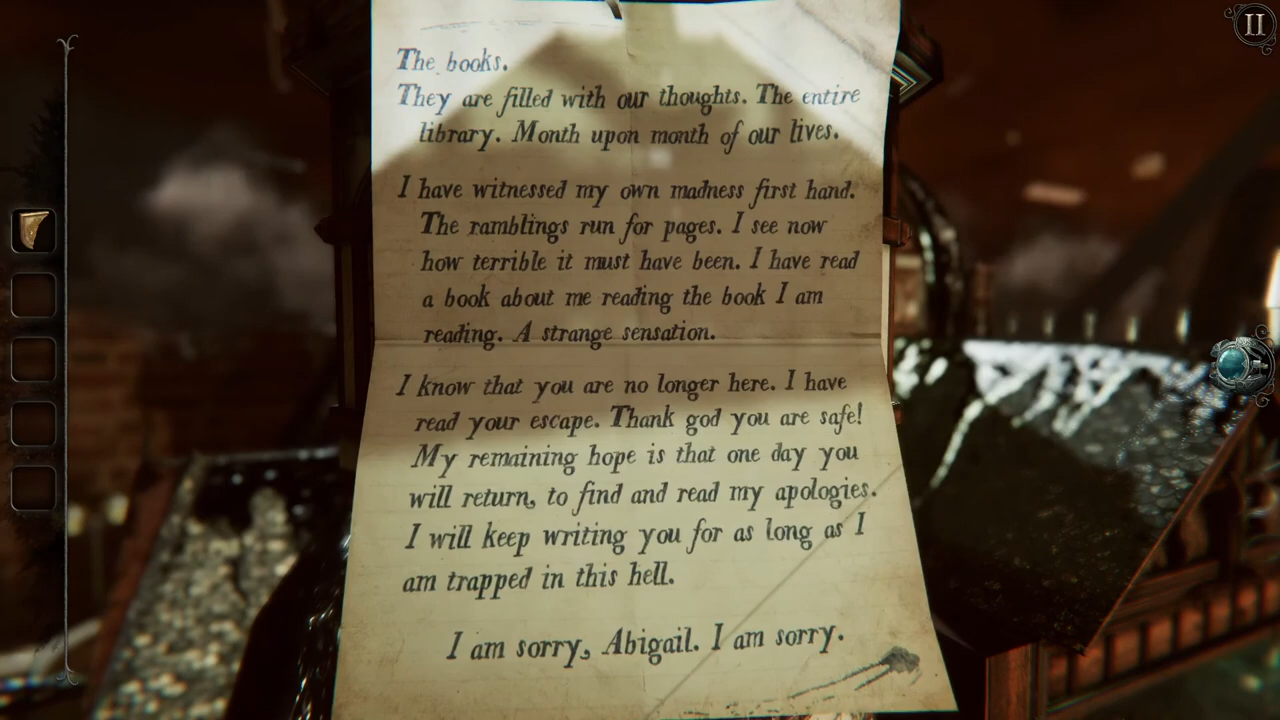 II
The books.
They are filled with our thoughts. The entire
library. Month upon month of our lives.
I have witnessed my own madness first hand.
The ramblings run for pages. I see now
how terrible it must have been. I have read
a book about me reading the book I am
reading. A strange sensation.
I know that you are no longer here. I have
read your escape. Thank god you are safe!
My remaining hope is that one day you
will return, to find and read my apologies.
I will keep writing you for as long as I
am trapped in this hell.
I am sorry, Abigail. I am sorry.